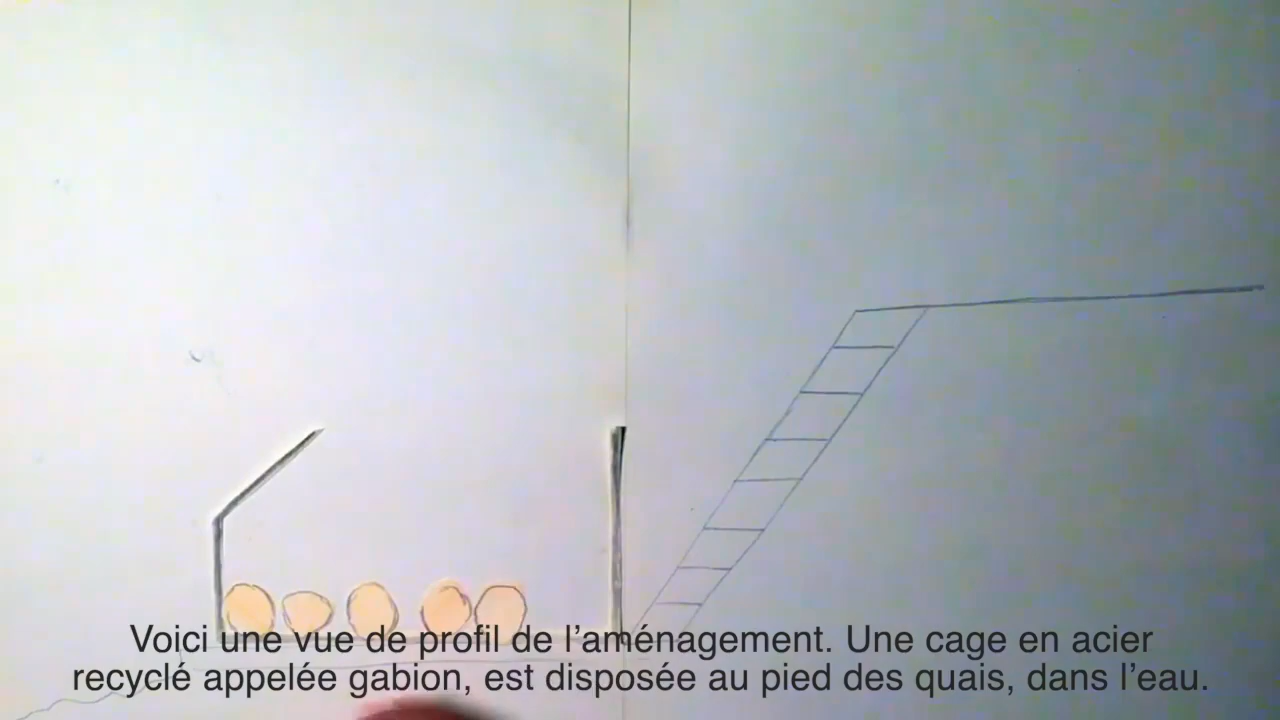 Voici une vue de profil de l'aménagement. Une cage en acier
recyclé appelée gabion, est disposée au pied des quais, dans l'eau.